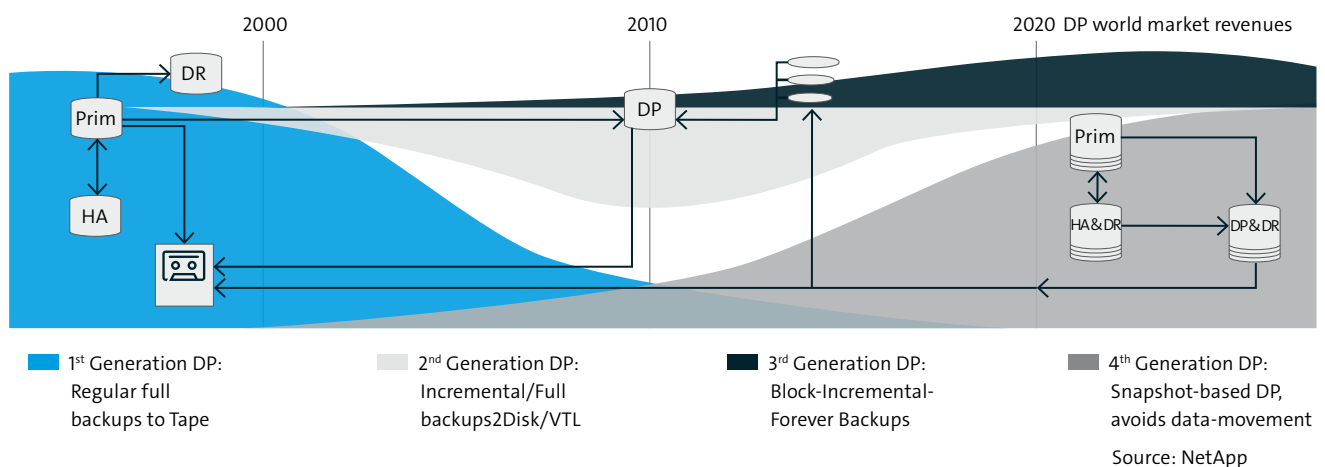 2000
2010
2020 DP world market revenues
DR
Prim
DP
Prim
HA
HA&DR
DP&DR
1st Generation DP:
Regular full
backups to Tape
2nd Generation DP:
Incremental/Full
backups2Disk/VTL
3rd Generation DP:
Block-Incremental-
Forever Backups
4th Generation DP:
Snapshot-based DP,
avoids data-movement
Source: NetApp